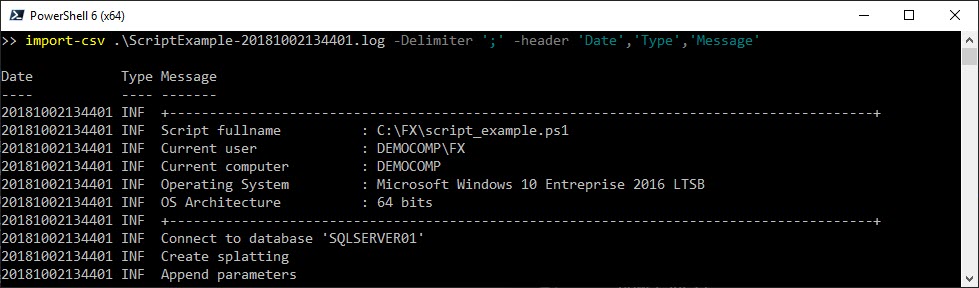 PowerShell 6 (x64)
>> import-csv .\ScriptExample-20181002134401.log -Delimiter ';' -header 'Date','Type','Message'
Date Type Message
---- ---- -------
20181002134401 INF +----------------------------------------------------------------------------------------+
20181002134401 INF Script fullname : C:\FX\script_example.ps1
20181002134401 INF Current user : DEMOCOMP\FX
20181002134401 INF Current computer : DEMOCOMP
20181002134401 INF Operating System : Microsoft Windows 10 Entreprise 2016 LTSB
20181002134401 INF OS Architecture : 64 bits
20181002134401 INF +----------------------------------------------------------------------------------------+
20181002134401 INF Connect to database 'SQLSERVER01'
20181002134401 INF Create splatting
20181002134401 INF Append parameters